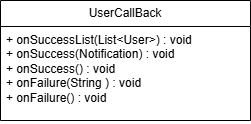 UserCallBack
+ onSuccessList(List<User>) : void
+ onSuccess(Notification) : void
+ onSuccess() : void
+ onFailure(String ) : void
+ onFailure() : void